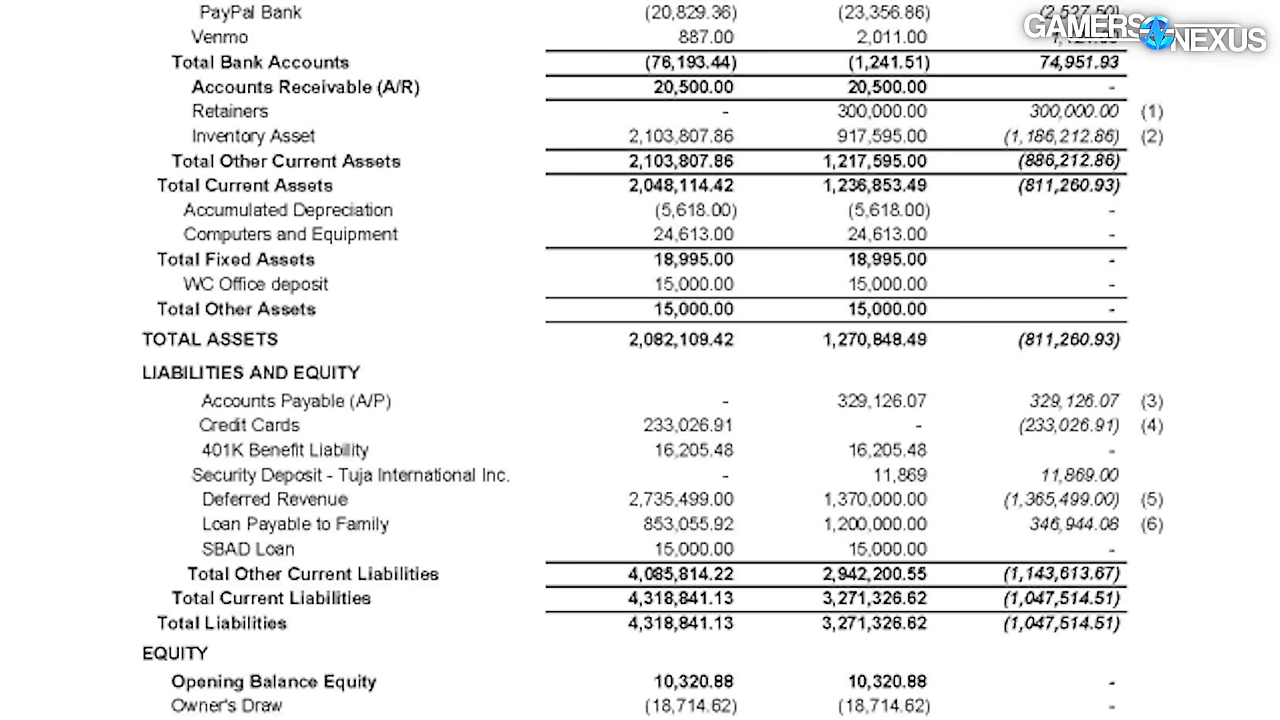 PayPal Bank (20,829.36) (23,356.86) (2,527.50)
GAMERS NEXUS
Venmo 887.00 2,011.00
Total Bank Accounts (76,193.44) (1,241.51) 74,951.93
Accounts Receivable (A/R) 20,500.00 20,500.00 -
Retainers - 300,000.00 300,000.00 (1)
Inventory Asset 2,103,807.86 917,595.00 (1,186,212.86) (2)
Total Other Current Assets 2,103,807.86 1,217,595.00 (886,212.86)
Total Current Assets 2,048,114.42 1,236,853.49 (811,260.93)
Accumulated Depreciation (5,618.00) (5,618.00) -
Computers and Equipment 24,613.00 24,613.00 -
Total Fixed Assets 18,995.00 18,995.00 -
WC Office deposit 15,000.00 15,000.00 -
Total Other Assets 15,000.00 15,000.00 -
TOTAL ASSETS 2,082,109.42 1,270,848.49 (811,260.93)
LIABILITIES AND EQUITY
Accounts Payable (A/P) - 329,126.07 329,126.07 (3)
Credit Cards 233,026.91 - (233,026.91) (4)
401K Benefit Liability 16,205.48 16,205.48 -
Security Deposit - Tuja International Inc. - 11,869 11,869.00
Deferred Revenue 2,735,499.00 1,370,000.00 (1,365,499.00) (5)
Loan Payable to Family 853,055.92 1,200,000.00 346,944.08 (6)
SBAD Loan 15,000.00 15,000.00 -
Total Other Current Liabilities 4,085,814.22 2,942,200.55 (1,143,613.67)
Total Current Liabilities 4,318,841.13 3,271,326.62 (1,047,514.51)
Total Liabilities 4,318,841.13 3,271,326.62 (1,047,514.51)
EQUITY
Opening Balance Equity 10,320.88 10,320.88 -
Owner's Draw (18,714.62) (18,714.62) -